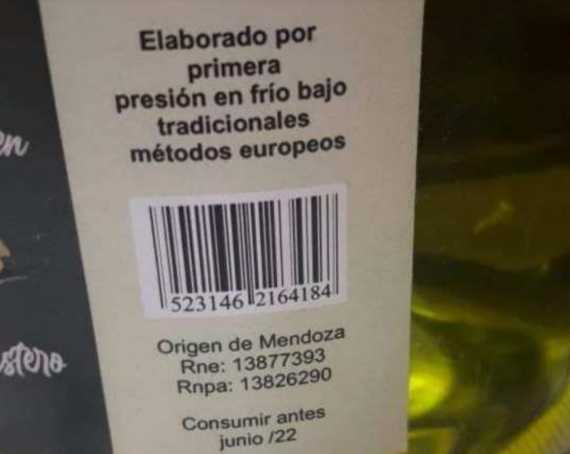 Elaborado por
primera
presión en frío bajo
tradicionales
métodos europeos
523146 2164184
Origen de Mendoza
Rne: 13877393
Rnpa: 13826290
Consumir antes
junio /22